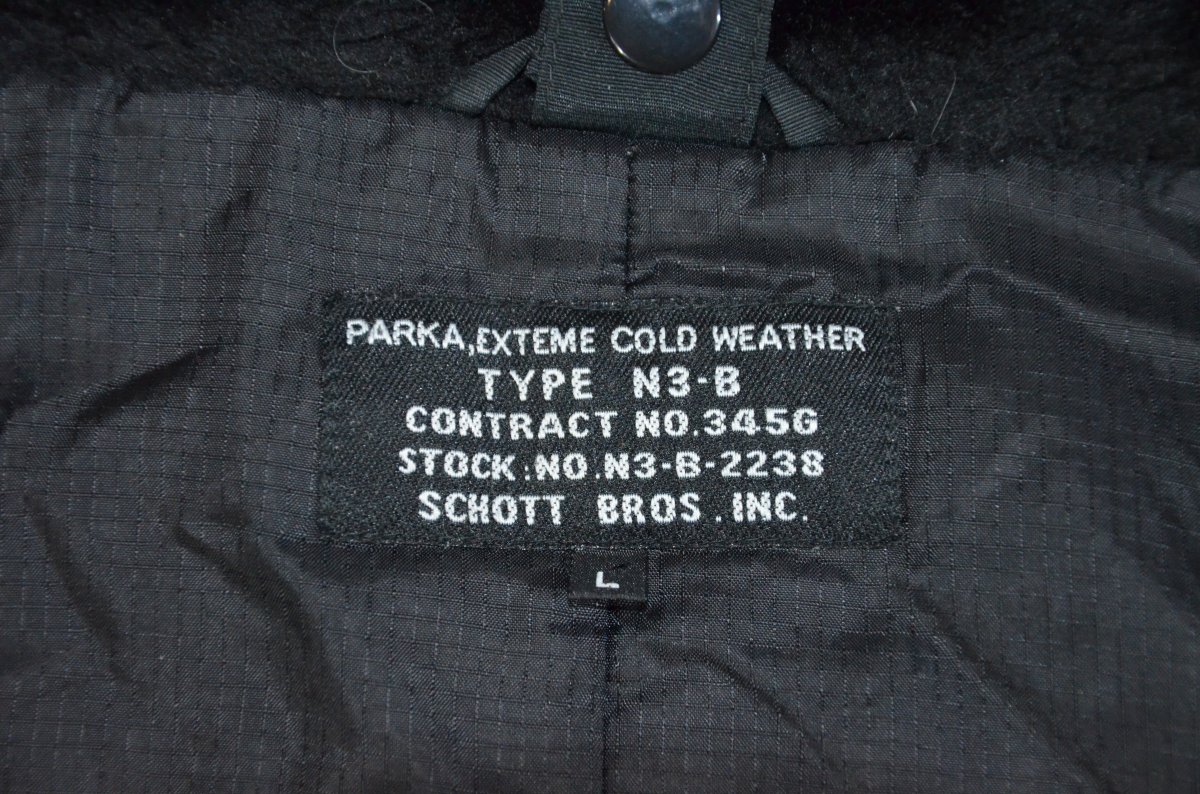 PARKA,EXTEME COLD WEATHER
TYPE N3-B
CONTRACT NO.345G
STOCK:NO.N3-B-2238
SCHOTT BROS.INC.
L